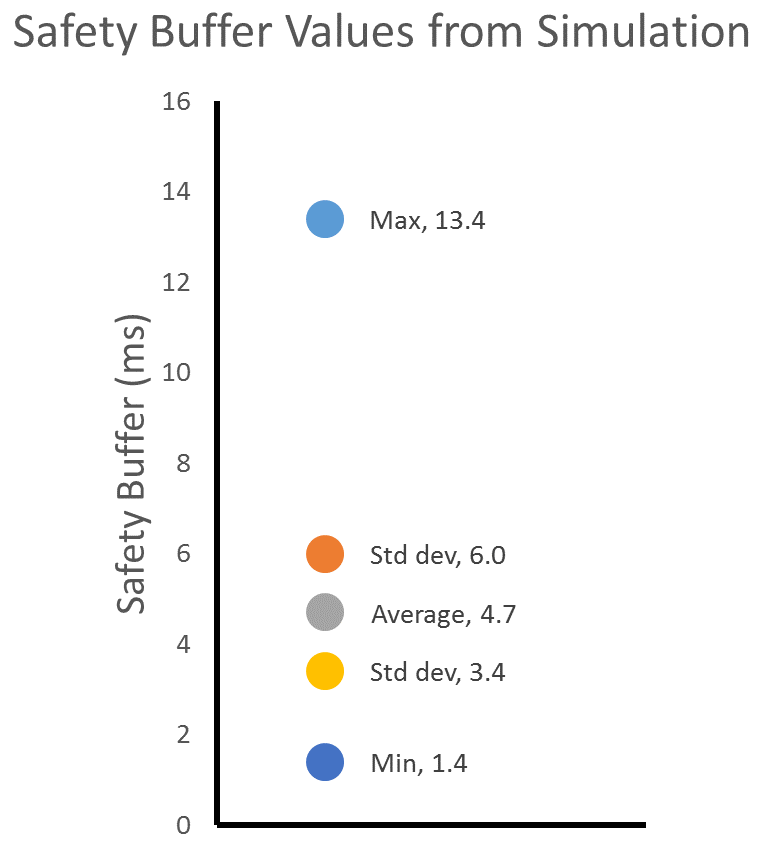 Safety Buffer Values from Simulation
Safety Buffer (ms)
16
14
12
10
8
6
4
2
0
Max, 13.4
Std dev, 6.0
Average, 4.7
Std dev, 3.4
Min, 1.4